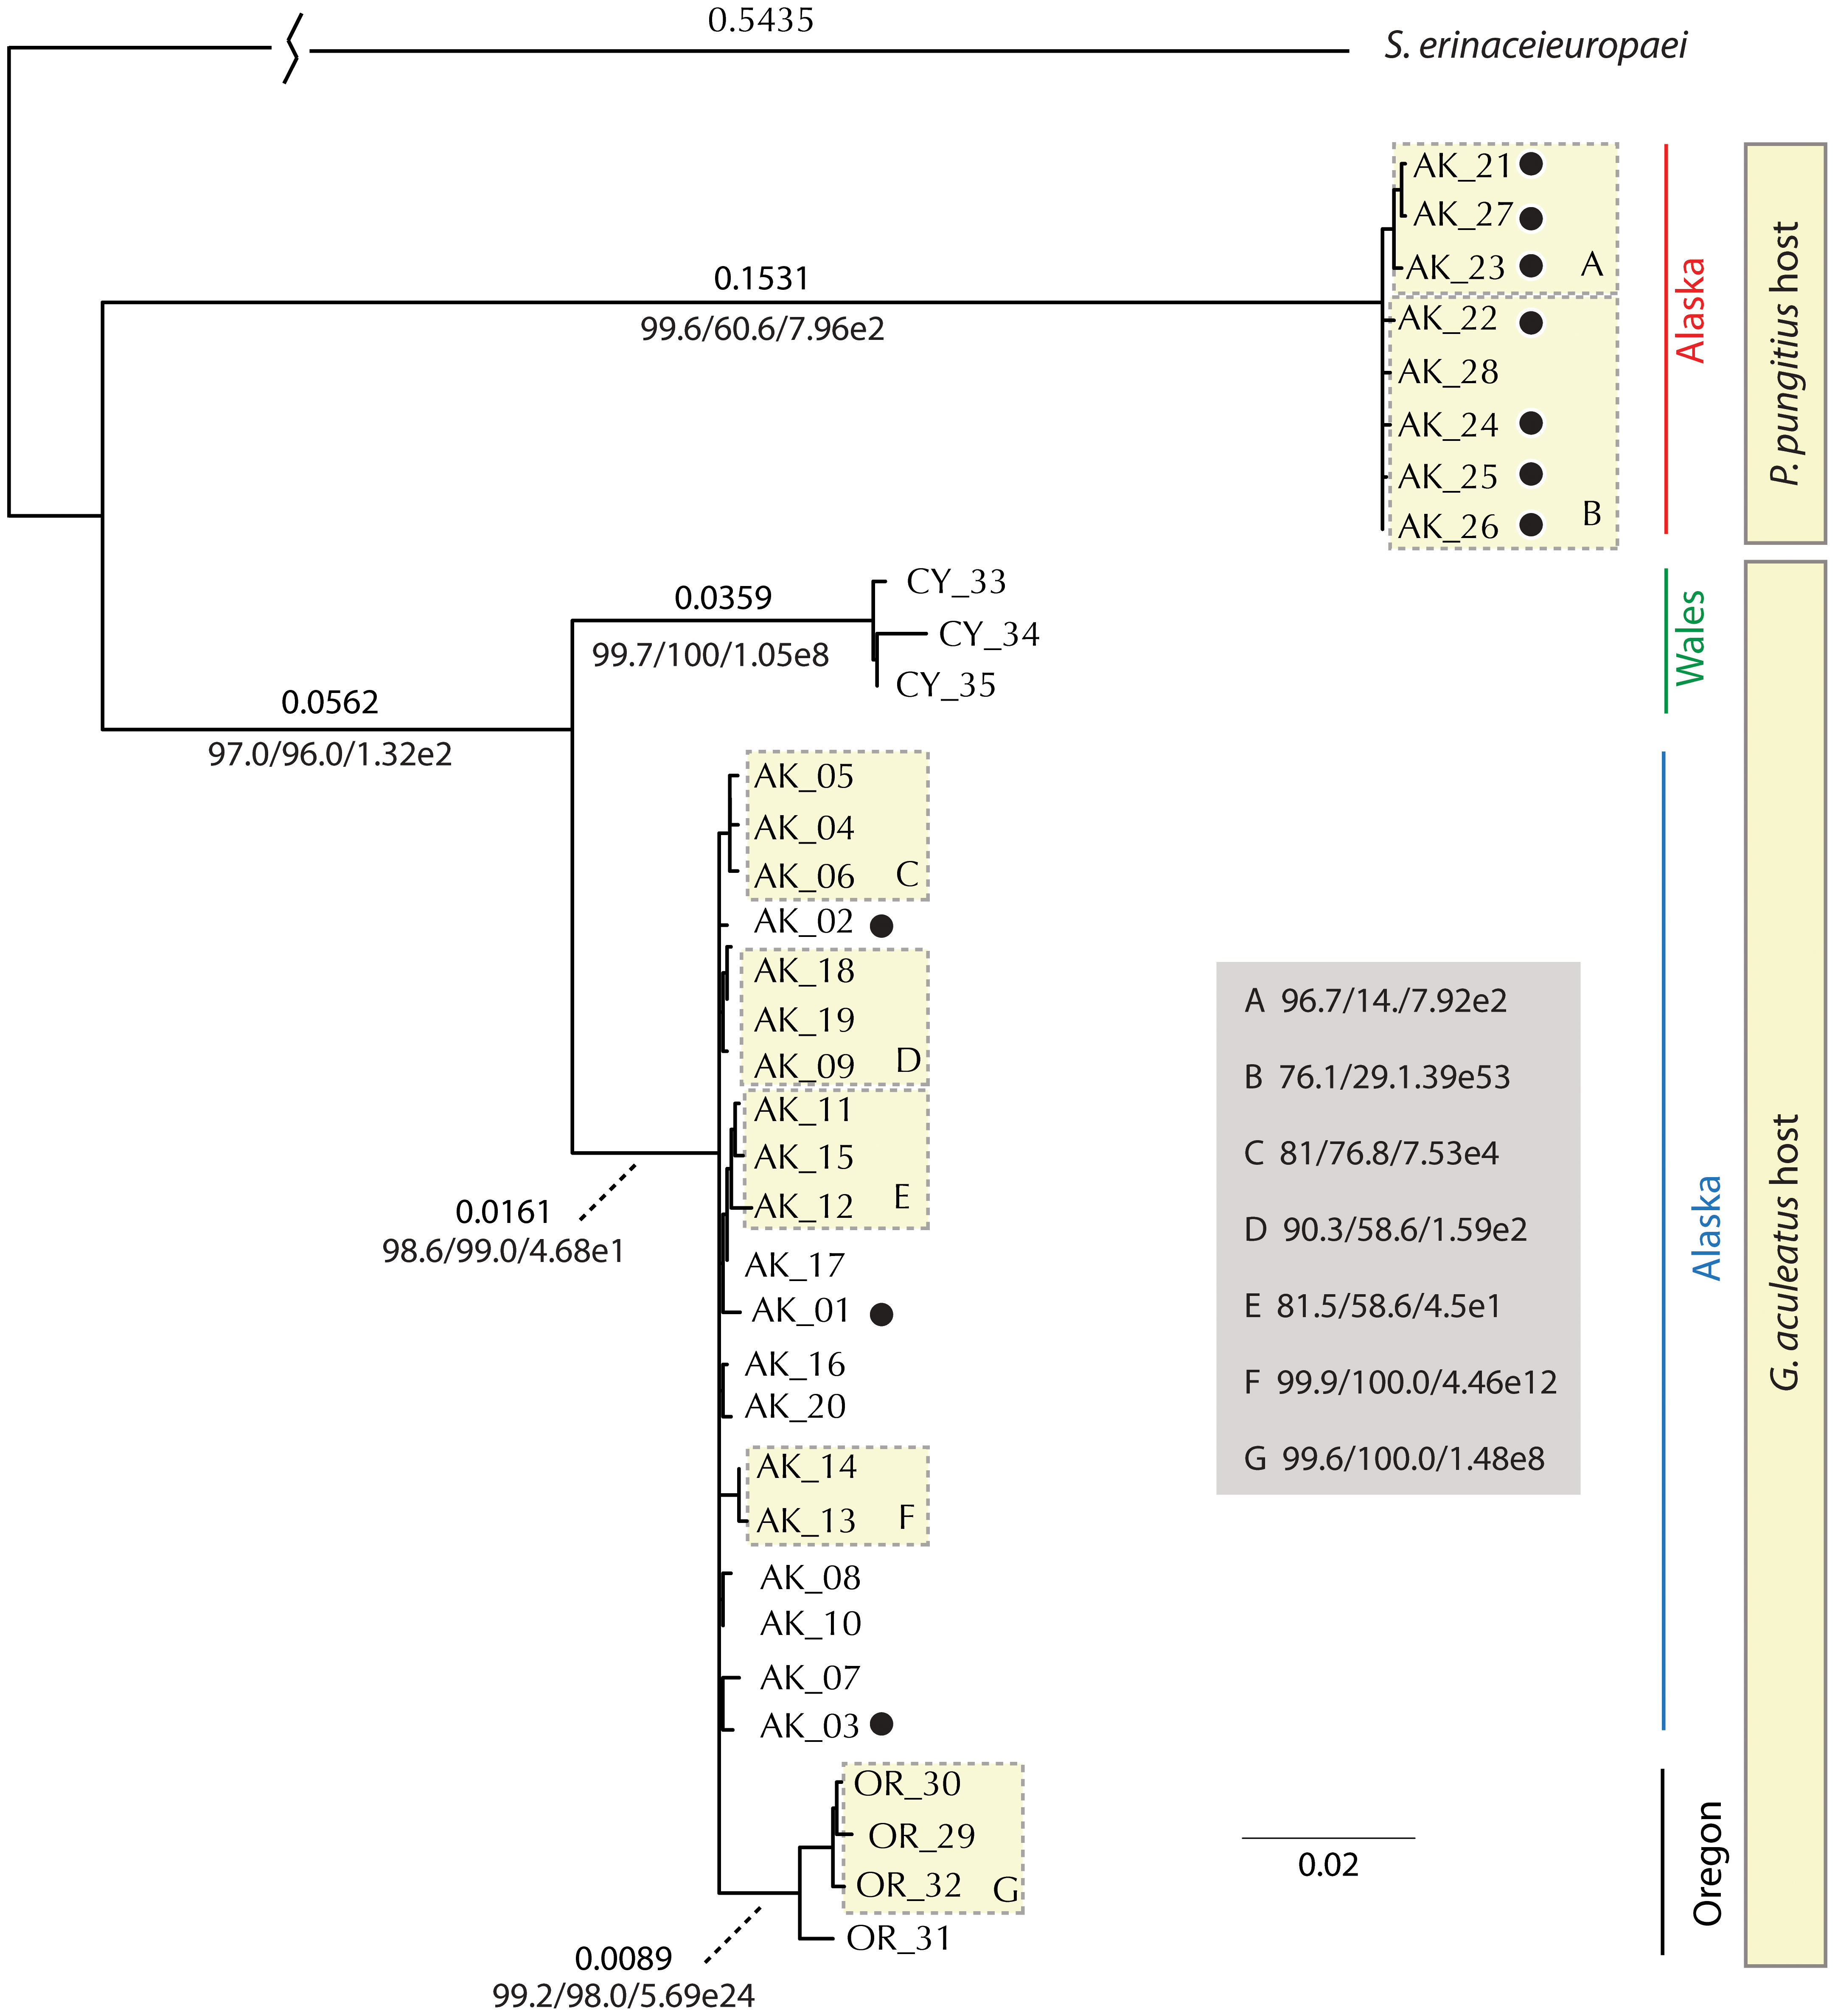 0.5435
S. erinaceieuropaei
AK_21
AK_27
AK_23
A
0.1531
99.6/60.6/7.96e2
AK_22
AK_28
AK_24
AK_25
AK_26
B
Alaska
P. pungitius host
CY_33
0.0359
CY_34
99.7/100/1.05e8
CY_35
Wales
0.0562
97.0/96.0/1.32e2
AK_05
AK_04
AK_06
C
AK_02
AK_18
AK_19
AK_09
D
AK_11
AK_15
AK_12
E
0.0161
98.6/99.0/4.68e1
AK_17
AK_01
AK_16
AK_20
AK_14
AK_13
F
AK_08
AK_10
AK_07
AK_03
A 96.7/14./7.92e2
B 76.1/29.1.39e53
C 81/76.8/7.53e4
D 90.3/58.6/1.59e2
E 81.5/58.6/4.5e1
F 99.9/100.0/4.46e12
G 99.6/100.0/1.48e8
Alaska
G. aculeatus host
OR_30
OR_29
OR_32
G
OR_31
0.0089
99.2/98.0/5.69e24
0.02
Oregon